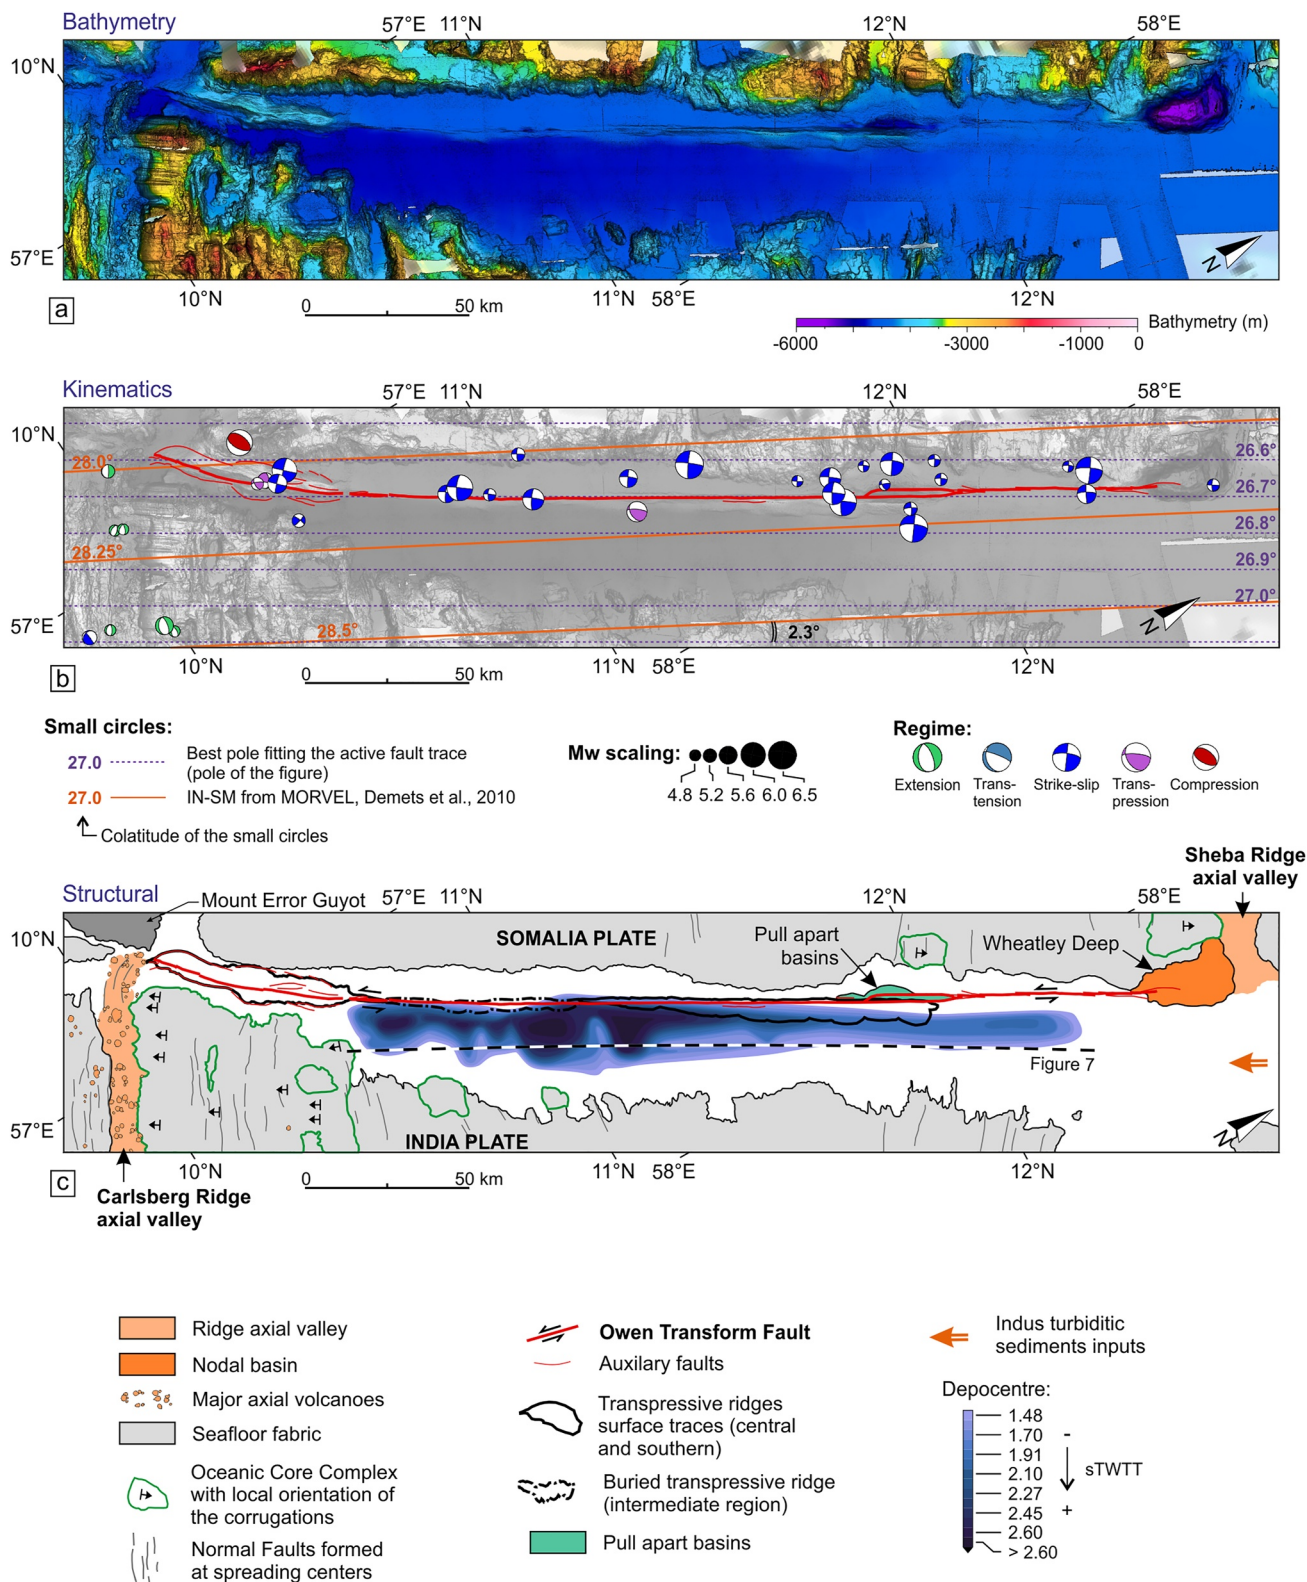 Bathymetry
57°E 11°N 12°N 58°E
10°N
57°E
N
10°N 11°N 58°E 12°N
0 50 km
a
Bathymetry (m)
-6000 -3000 -1000 0
Kinematics
57°E 11°N 12°N 58°E
10°N
28.0°
26.6°
26.7°
26.8°
28.25°
26.9°
27.0°
57°E
28.5°
2.3°
N
10°N 11°N 58°E 12°N
0 50 km
b
Small circles:
27.0 Best pole fitting the active fault trace
(pole of the figure)
27.0 IN-SM from MORVEL, Demets et al., 2010
Colatitude of the small circles
Mw scaling:
4.8 5.2 5.6 6.0 6.5
Regime:
Extension Trans-
tension
Strike-slip
Trans-
pression
Compression
Sheba Ridge
axial valley
Structural
Mount Error Guyot
57°E 11°N 12°N 58°E
10°N
SOMALIA PLATE
Pull apart
basins
Wheatley Deep
Figure 7
57°E
INDIA PLATE
N
10°N 11°N 58°E 12°N
0 50 km
c
Carlsberg Ridge
axial valley
Ridge axial valley
Nodal basin
Major axial volcanoes
Seafloor fabric
Oceanic Core Complex
with local orientation of
the corrugations
Normal Faults formed
at spreading centers
Owen Transform Fault
Auxilary faults
Transpressive ridges
surface traces (central
and southern)
Buried transpressive ridge
(intermediate region)
Pull apart basins
Indus turbiditic
sediments inputs
Depocentre:
1.48
1.70 -
1.91
2.10 sTWTT
2.27
2.45 +
2.60
> 2.60